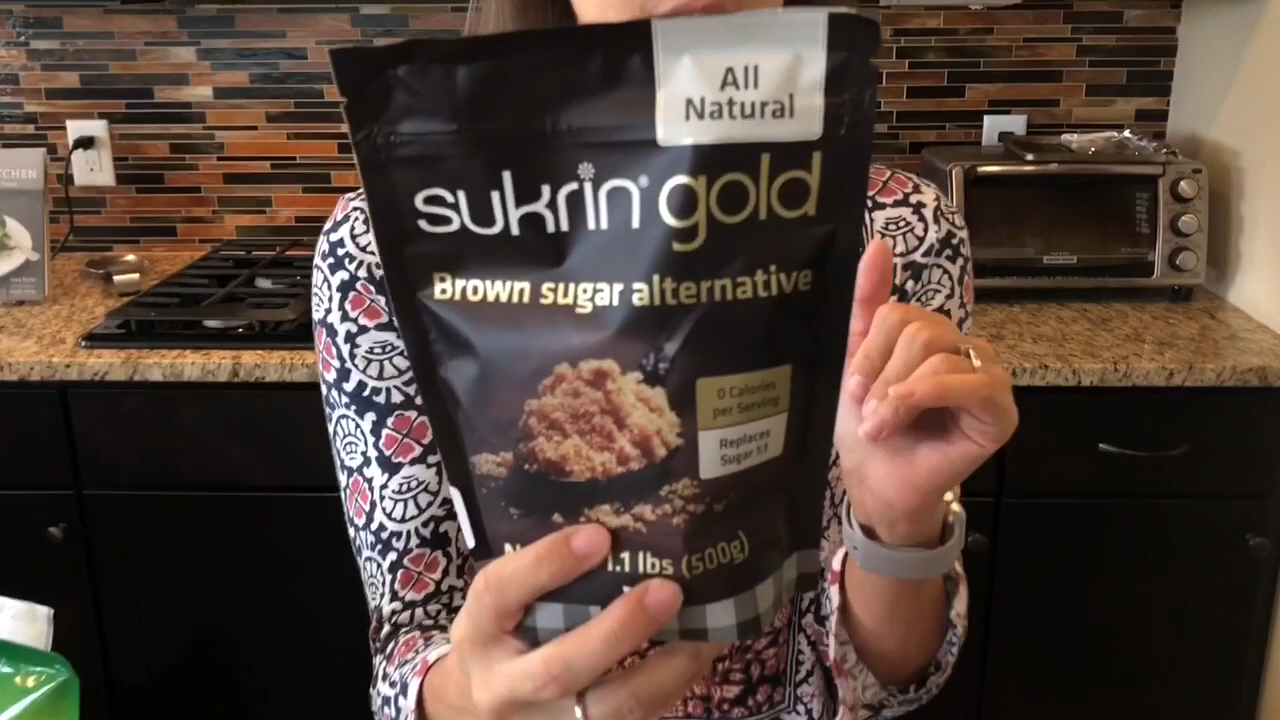 All
Natural
sukrin gold
Brown sugar alternative
0 Calories
per Serving
Replaces
Sugar 1:1
1.1 lbs (500g)
TCHEN